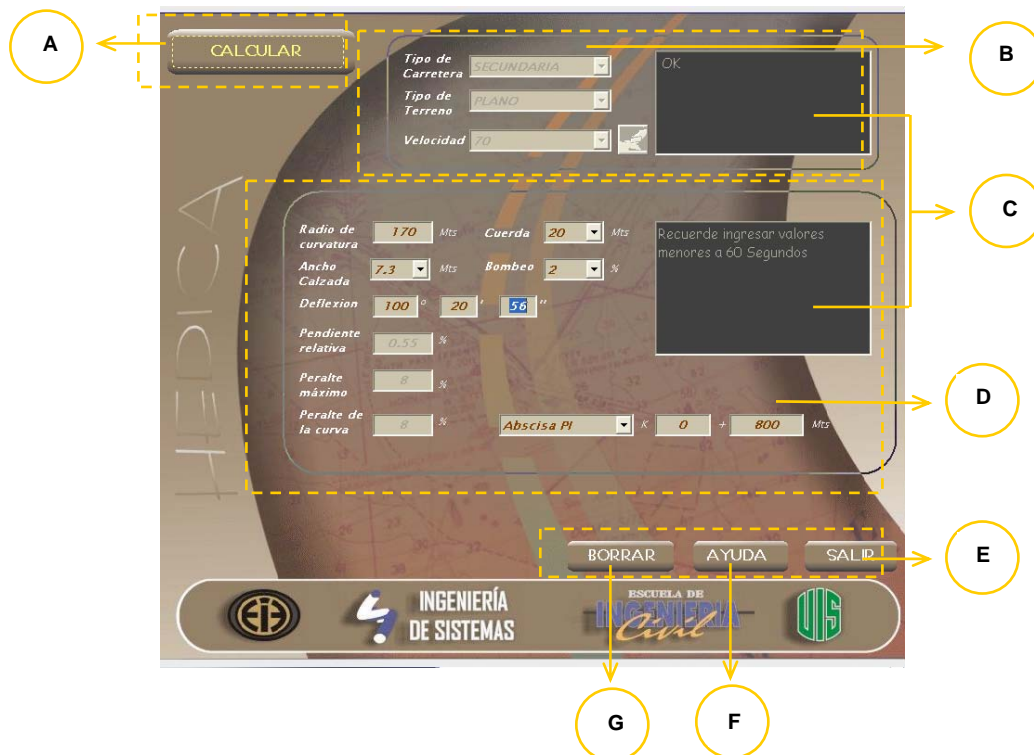 A
CALCULAR
B
Tipo de
Carretera
SECUNDARIA
OK
Tipo de
Terreno
PLANO
Velocidad 70
C
HEDICA
Radio de
curvatura
170 Mts Cuerda 20 Mts
Recuerde ingresar valores
menores a 60 Segundos
Ancho
Calzada
7.3 Mts Bombeo 2 %
Deflexion 100 ° 20 ' 56 "
Pendiente
relativa
0.55 %
Peralte
máximo
8 %
D
Peralte de
la curva
8 % Abscisa PI K 0 + 800 Mts
BORRAR AYUDA SALIR
E
INGENIERÍA
DE SISTEMAS
ESCUELA DE
INGENIERIA
Civil
UIS
G
F